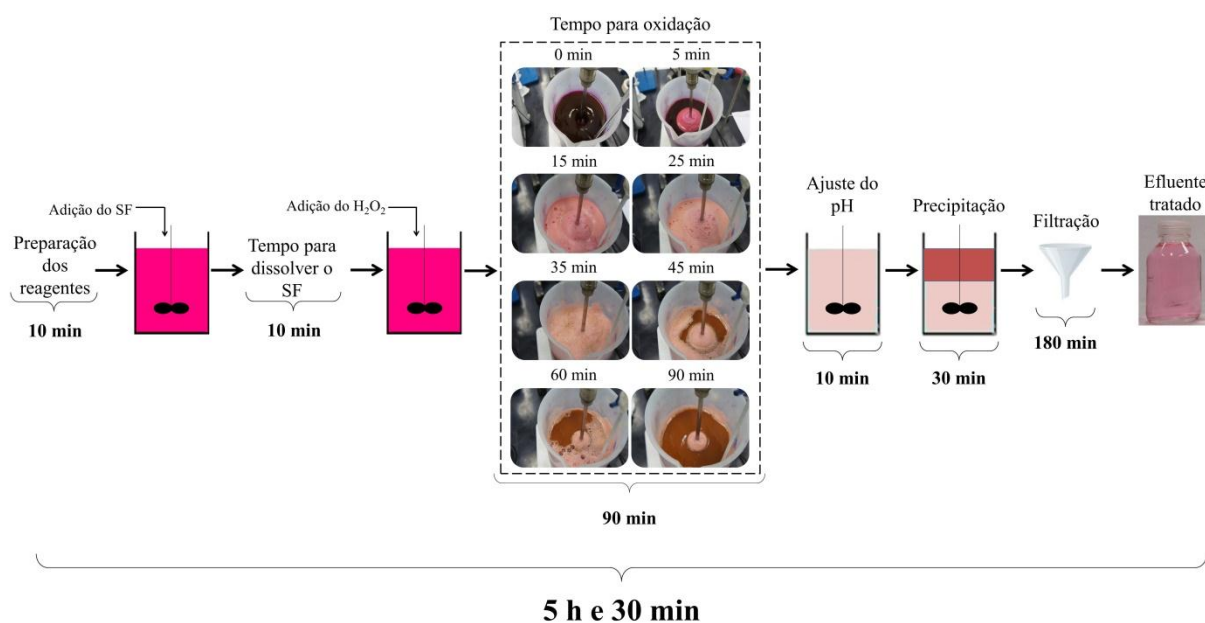 Preparação
dos
reagentes
10 min
Adição do SF
Tempo para
dissolver o
SF
10 min
Adição do H₂O₂
Tempo para oxidação
0 min
5 min
15 min
25 min
35 min
45 min
60 min
90 min
90 min
Ajuste do
pH
10 min
Precipitação
30 min
Filtração
180 min
Efluente
tratado
5 h e 30 min